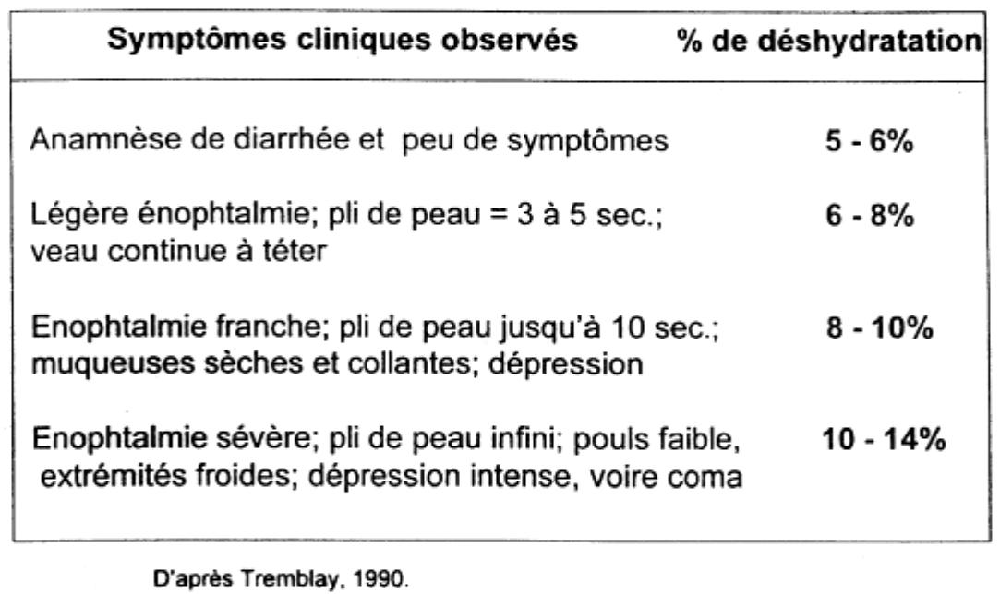 Symptômes cliniques observés % de déshydratation
Anamnèse de diarrhée et peu de symptômes 5 - 6%
Légère énophtalmie; pli de peau = 3 à 5 sec.; 6 - 8%
veau continue à téter
Enophtalmie franche; pli de peau jusqu'à 10 sec.; 8 - 10%
muqueuses sèches et collantes; dépression
Enophtalmie sévère; pli de peau infini; pouls faible, 10 - 14%
extrémités froides; dépression intense, voire coma
D'après Tremblay, 1990.